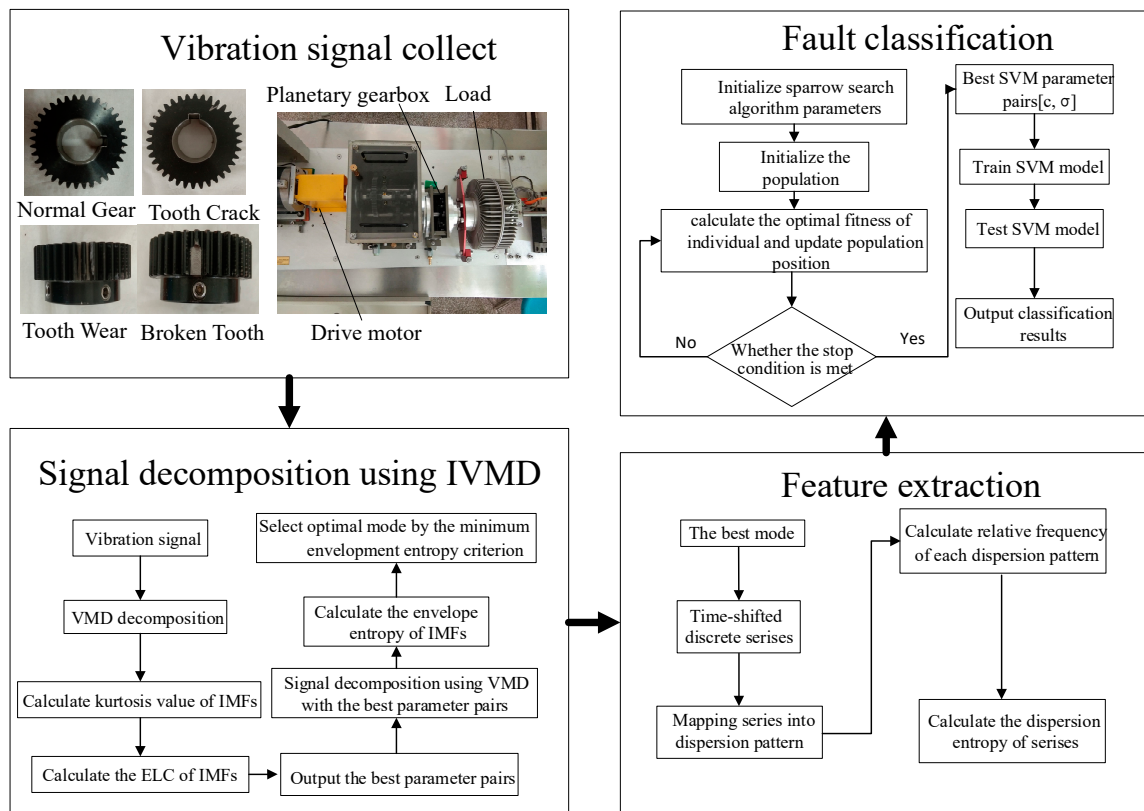 Vibration signal collect
Planetary gearbox
Load
Normal Gear
Tooth Crack
Tooth Wear
Broken Tooth
Drive motor
Signal decomposition using IVMD
Vibration signal
VMD decomposition
Calculate kurtosis value of IMFs
Calculate the ELC of IMFs
Output the best parameter pairs
Signal decomposition using VMD
with the best parameter pairs
Calculate the envelope
entropy of IMFs
Select optimal mode by the minimum
envelopment entropy criterion
Feature extraction
The best mode
Time-shifted
discrete serises
Mapping series into
dispersion pattern
Calculate relative frequency
of each dispersion pattern
Calculate the dispersion
entropy of serises
Fault classification
Initialize sparrow search
algorithm parameters
Initialize the
population
calculate the optimal fitness of
individual and update population
position
Whether the stop
condition is met
No
Yes
Best SVM parameter
pairs[c, σ]
Train SVM model
Test SVM model
Output classification
results